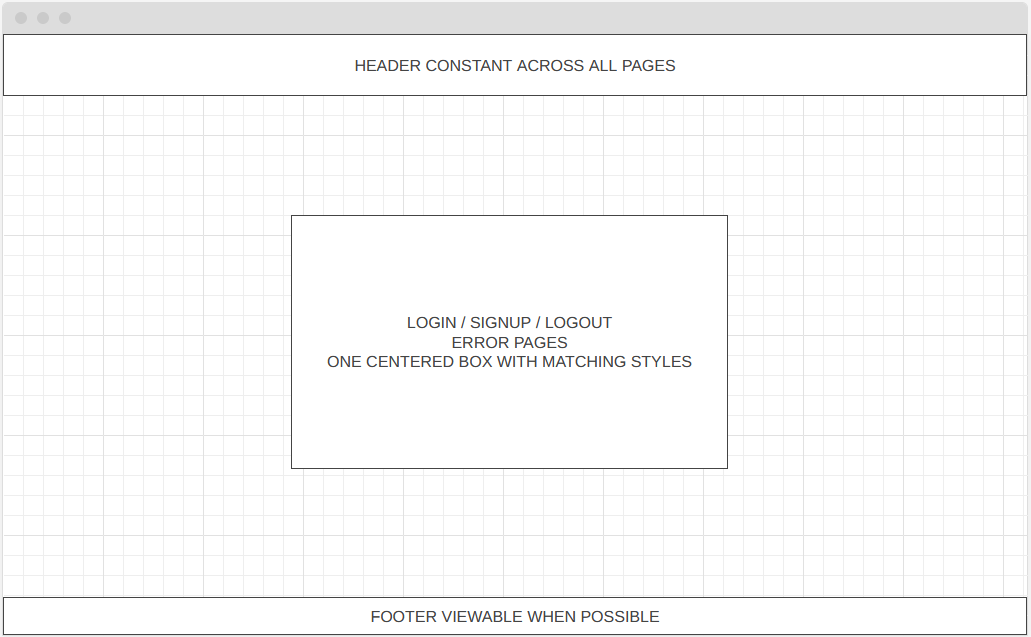 HEADER CONSTANT ACROSS ALL PAGES
LOGIN / SIGNUP / LOGOUT
ERROR PAGES
ONE CENTERED BOX WITH MATCHING STYLES
FOOTER VIEWABLE WHEN POSSIBLE